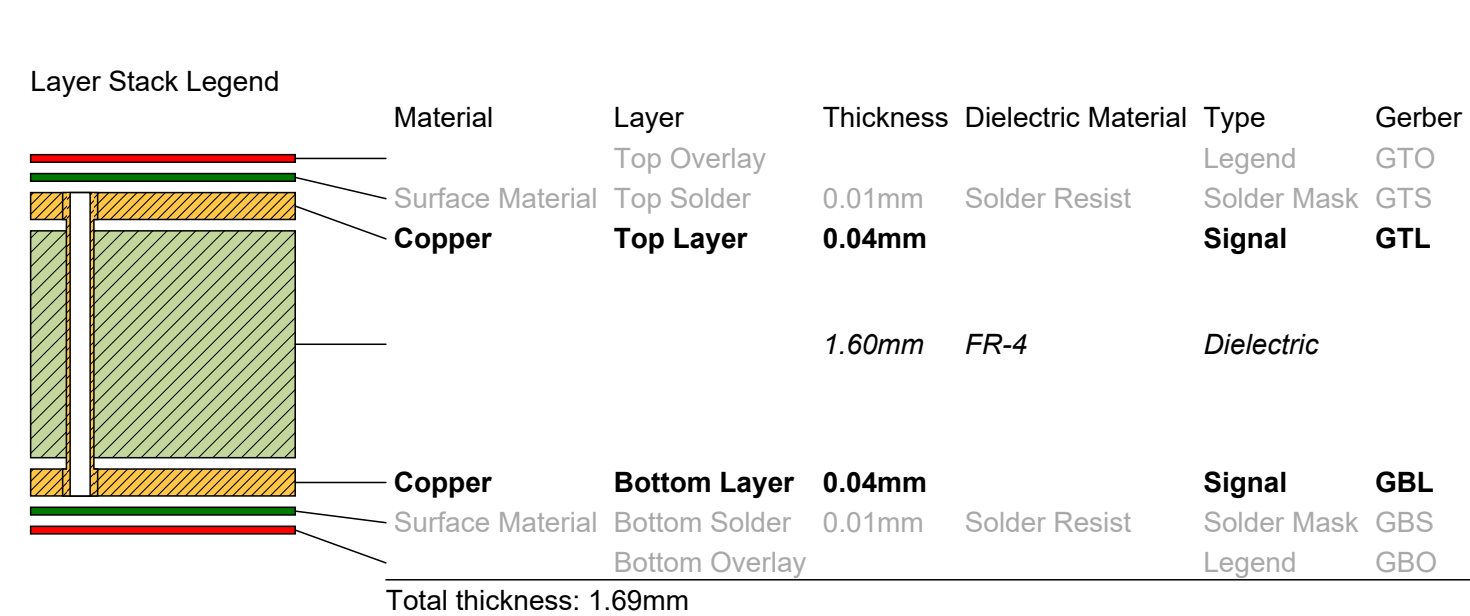 Layer Stack Legend
Material Layer Thickness Dielectric Material Type Gerber
Top Overlay Legend GTO
Surface Material Top Solder 0.01mm Solder Resist Solder Mask GTS
Copper Top Layer 0.04mm Signal GTL
1.60mm FR-4 Dielectric
Copper Bottom Layer 0.04mm Signal GBL
Surface Material Bottom Solder 0.01mm Solder Resist Solder Mask GBS
Bottom Overlay Legend GBO
Total thickness: 1.69mm